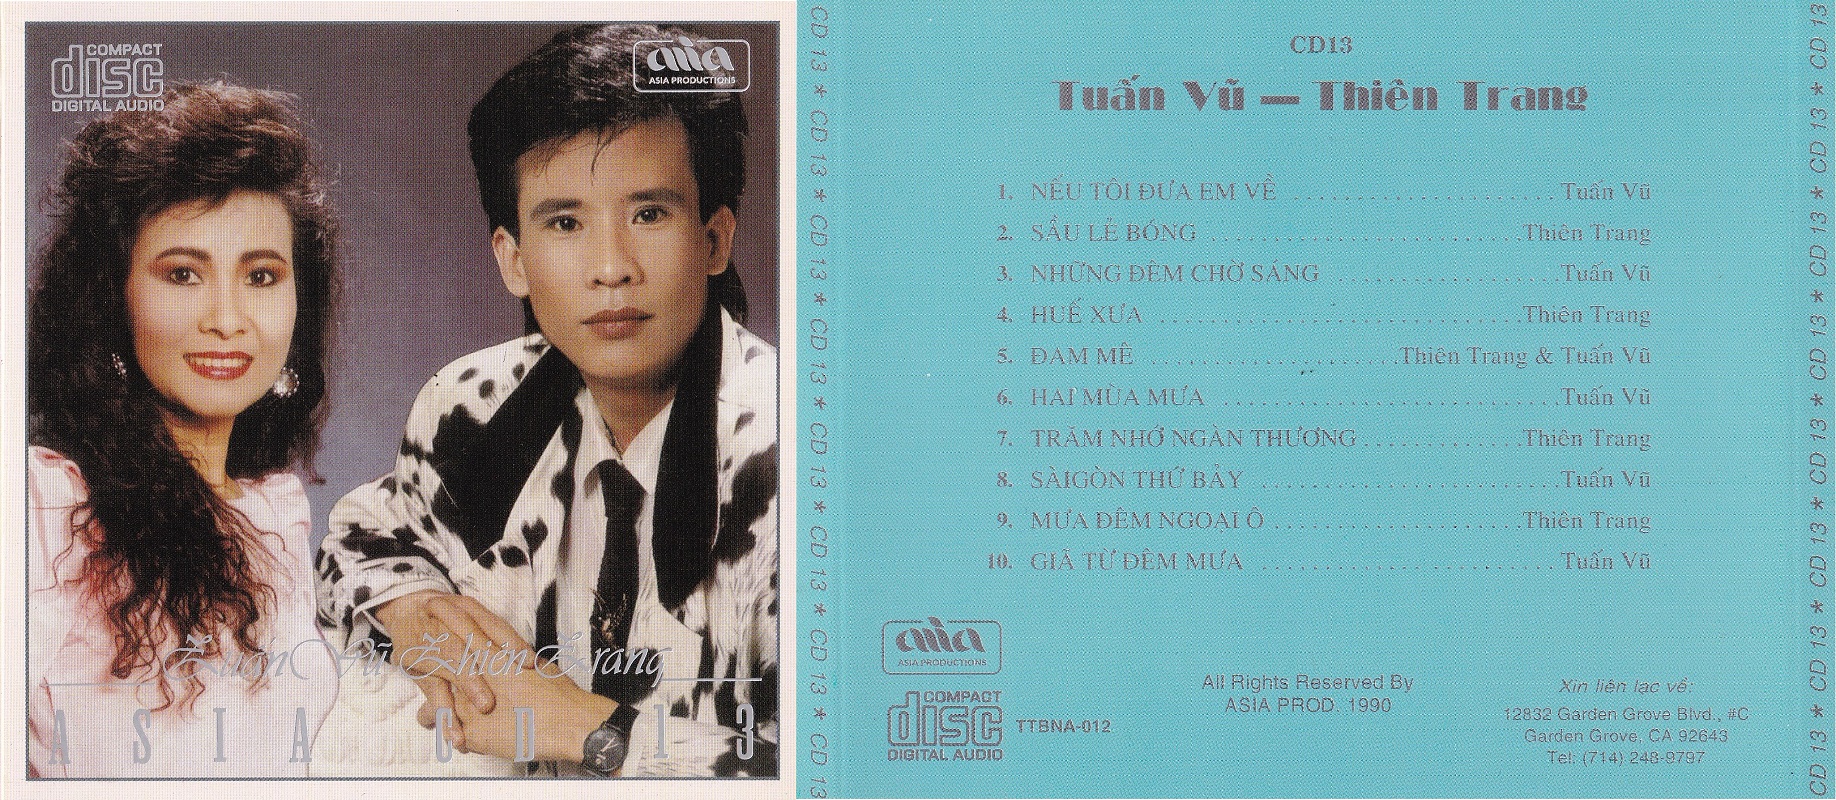 COMPACT
disc
DIGITAL AUDIO
asia
ASIA PRODUCTIONS
Tuấn Vũ Thiên Trang
ASIA CD 13
CD 13 * CD 13 * CD 13 * CD 13 * CD 13 * CD 13 * CD 13 * CD 13
CD13
Tuấn Vũ — Thiên Trang
1. NẾU TÔI ĐƯA EM VỀ . . . . . . . . . . . . . . . . . . . . . Tuấn Vũ
2. SẦU LẺ BÓNG . . . . . . . . . . . . . . . . . . . . . . . . . Thiên Trang
3. NHỮNG ĐÊM CHỜ SÁNG . . . . . . . . . . . . . . . . . . Tuấn Vũ
4. HUẾ XƯA . . . . . . . . . . . . . . . . . . . . . . . . . . . . . Thiên Trang
5. ĐAM MÊ . . . . . . . . . . . . . . . . . . . . Thiên Trang & Tuấn Vũ
6. HAI MÙA MƯA . . . . . . . . . . . . . . . . . . . . . . . . . . . Tuấn Vũ
7. TRĂM NHỚ NGÀN THƯƠNG . . . . . . . . . . . . . Thiên Trang
8. SÀIGÒN THỨ BẢY . . . . . . . . . . . . . . . . . . . . . . . . Tuấn Vũ
9. MƯA ĐÊM NGOẠI Ô . . . . . . . . . . . . . . . . . . . . Thiên Trang
10. GIÃ TỪ ĐÊM MƯA . . . . . . . . . . . . . . . . . . . . . . . . Tuấn Vũ
asia
ASIA PRODUCTIONS
COMPACT
disc
DIGITAL AUDIO
TTBNA-012
All Rights Reserved By
ASIA PROD. 1990
Xin liên lạc về:
12832 Garden Grove Blvd., #C
Garden Grove, CA 92643
Tel: (714) 248-9797
CD 13 * CD 13 * CD 13 * CD 13 * CD 13 * CD 13 * CD 13 * CD 13